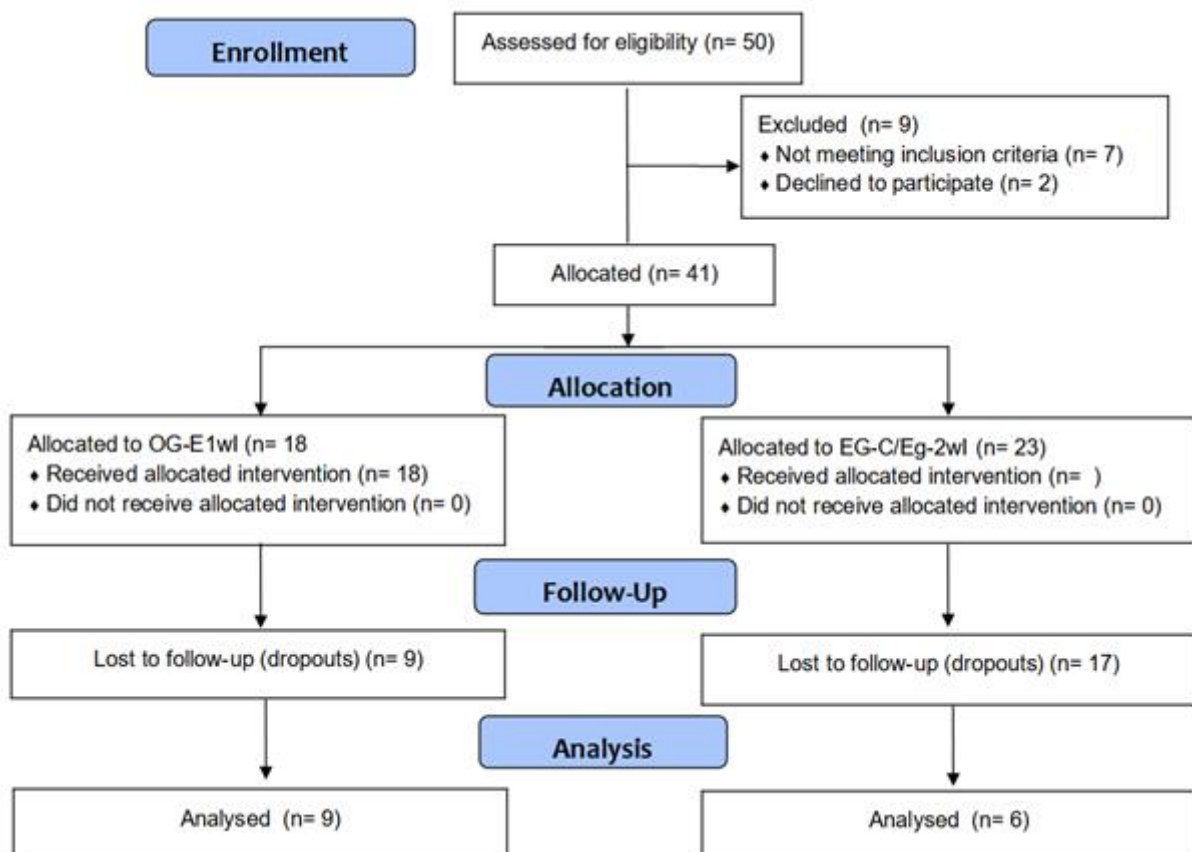 Enrollment
Assessed for eligibility (n= 50)
Excluded (n= 9)
♦ Not meeting inclusion criteria (n= 7)
♦ Declined to participate (n= 2)
Allocated (n= 41)
Allocation
Allocated to OG-E1wl (n= 18
♦ Received allocated intervention (n= 18)
♦ Did not receive allocated intervention (n= 0)
Allocated to EG-C/Eg-2wl (n= 23)
♦ Received allocated intervention (n= )
♦ Did not receive allocated intervention (n= 0)
Follow-Up
Lost to follow-up (dropouts) (n= 9)
Lost to follow-up (dropouts) (n= 17)
Analysis
Analysed (n= 9)
Analysed (n= 6)